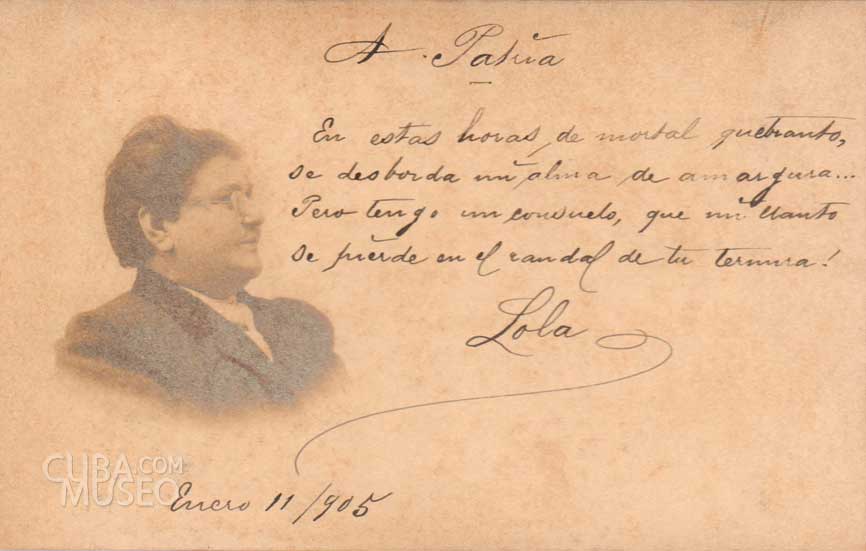 A. Patria
En estas horas de mortal quebranto,
se desborda mi alma de amargura...
Pero tengo un consuelo, que mi llanto
se pierde en el raudal de tu ternura!
Lola
CUBA.COM
MUSEO
Enero 11/905